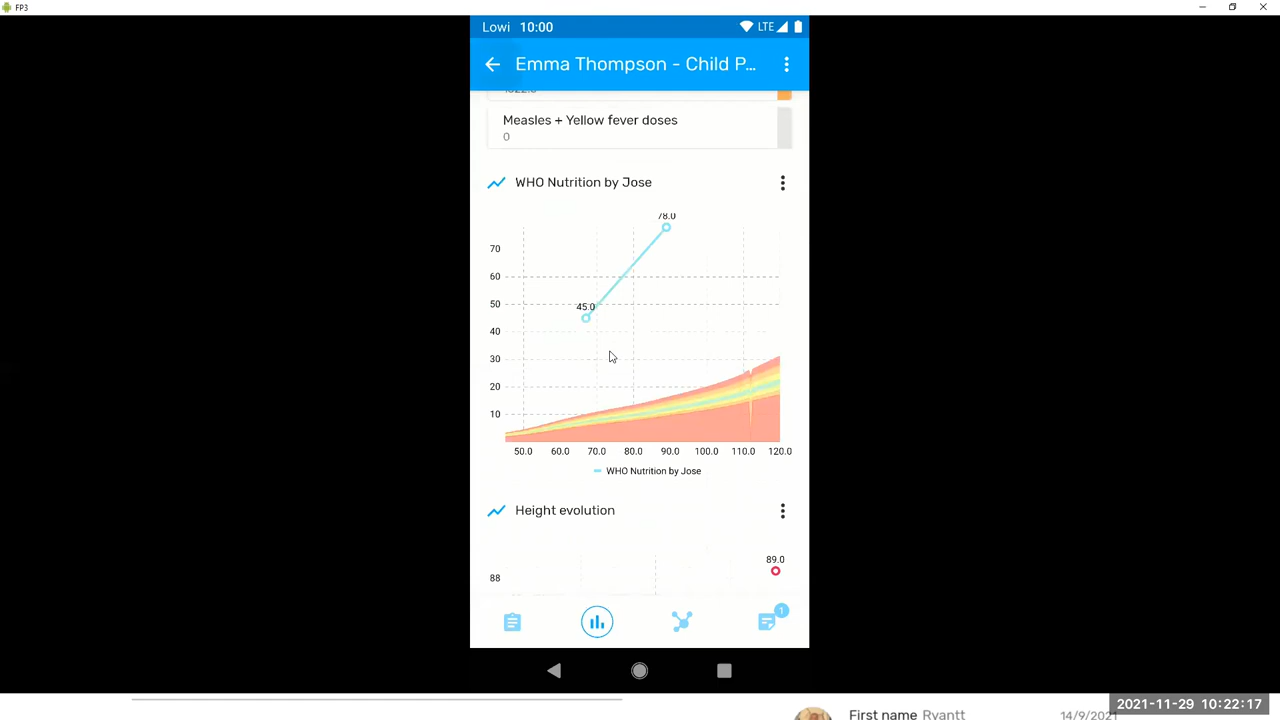 FP3
Lowi 10:00 LTE
Emma Thompson - Child P…
Measles + Yellow fever doses
0
WHO Nutrition by Jose
78.0
70
60
50
45.0
40
30
20
10
50.0 60.0 70.0 80.0 90.0 100.0 110.0 120.0
WHO Nutrition by Jose
Height evolution
89.0
88
1
2021-11-29 10:22:17
First name Ryantt 14/9/2021